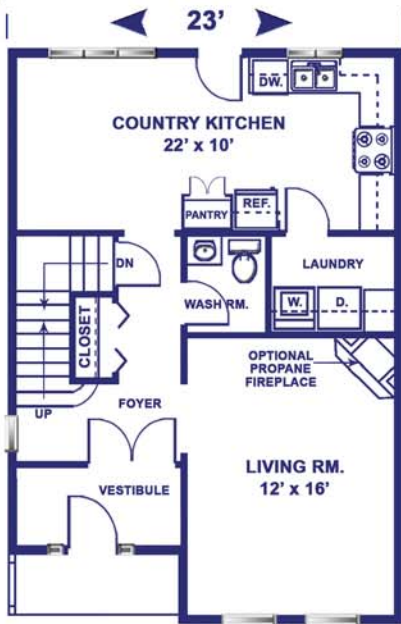 23'
DW.
COUNTRY KITCHEN
22' x 10'
PANTRY
REF.
DN
LAUNDRY
WASH RM.
W.
D.
CLOSET
OPTIONAL
PROPANE
FIREPLACE
UP
FOYER
LIVING RM.
12' x 16'
VESTIBULE